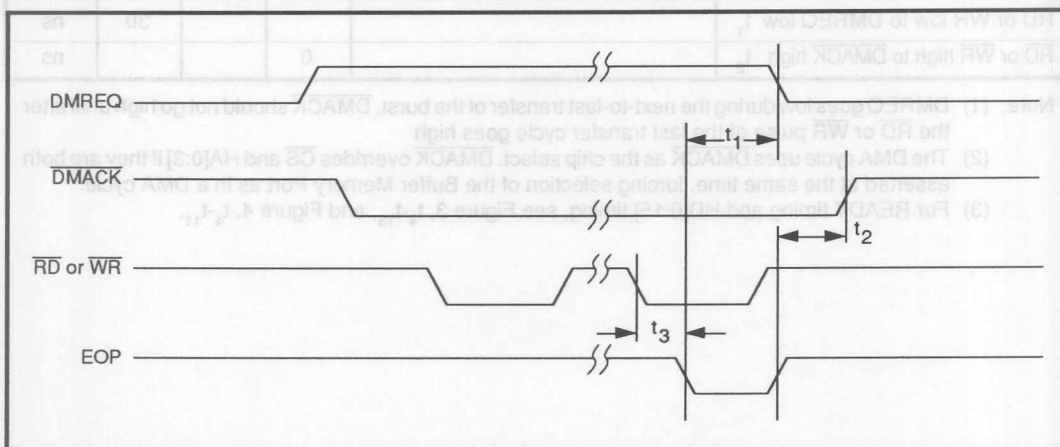 RD or WR low to DMREQ low t1 30 ns
RD or WR high to DMACK high t2 0 ns
Note: (1) DMREQ goes low during the next-to-last transfer of the burst. DMACK should not go high until after
the RD or WR pulse of the last transfer cycle goes high
(2) The DMA cycle uses DMACK as the chip select. DMACK overrides CS and HA[0:3] if they are both
asserted at the same time, forcing selection of the Buffer Memory Port as in a DMA cycle.
(3) For READY timing and HD[0:15] timing, see Figure 3, and Figure 4,
DMREQ
t1
DMACK
t2
RD or WR
t3
EOP